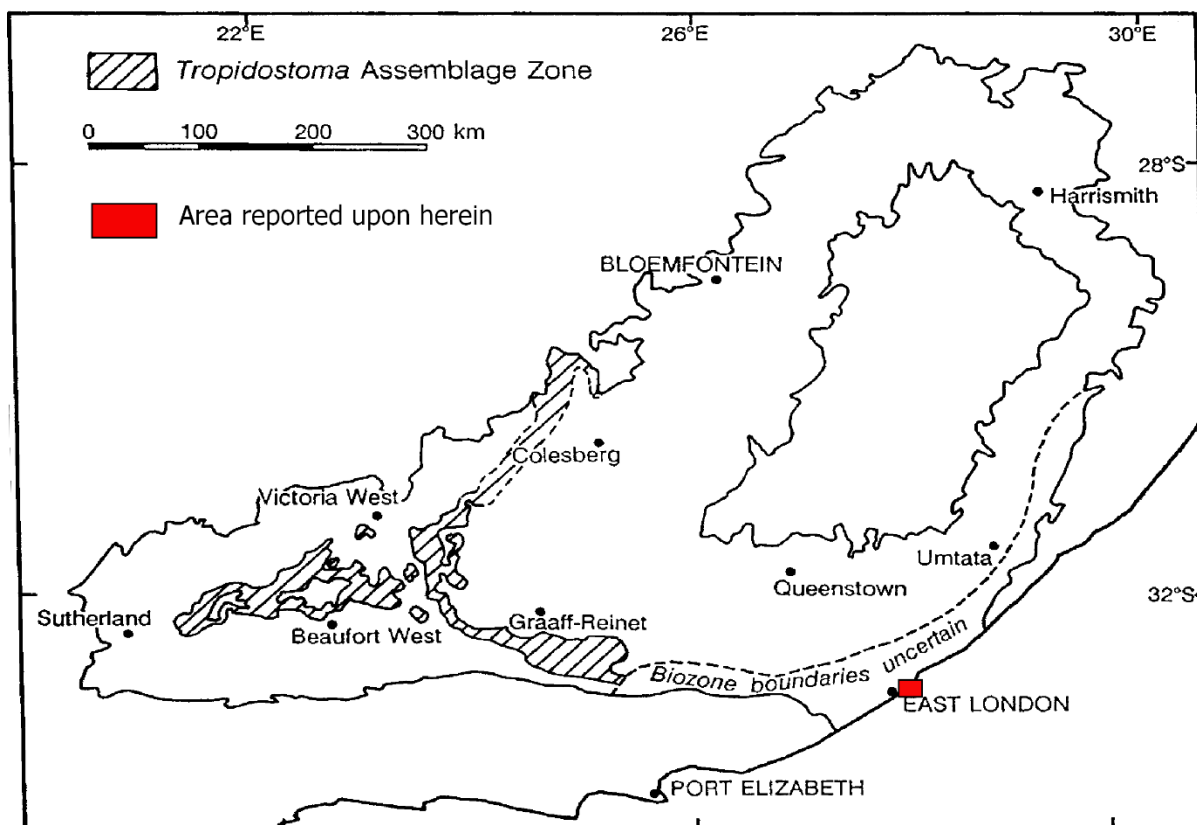 22°E
26°E
30°E
Tropidostoma Assemblage Zone
0 100 200 300 km
28°S
Area reported upon herein
Harrismith
BLOEMFONTEIN
Colesberg
Victoria West
Umtata
Queenstown
32°S
Sutherland
Graaff-Reinet
Beaufort West
Biozone boundaries uncertain
EAST LONDON
PORT ELIZABETH